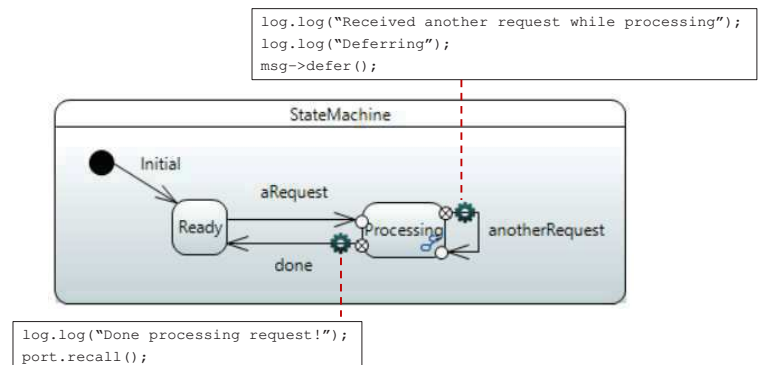 log.log("Received another request while processing");
log.log("Deferring");
msg->defer();
StateMachine
Initial
aRequest
Ready
Processing
anotherRequest
done
log.log("Done processing request!");
port.recall();